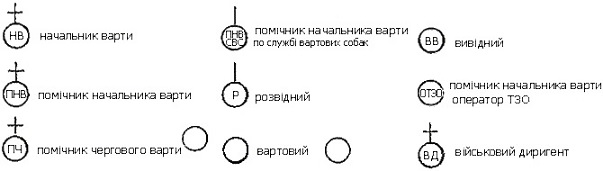 НВ начальник варти
ПНВ СВС помічник начальника варти
по службі вартових собак
ВВ вивідний
ПНВ помічник начальника варти
Р розвідний
ОТЗО помічник начальника варти
оператор ТЗО
ПЧ помічник чергового варти
вартовий
ВД військовий диригент